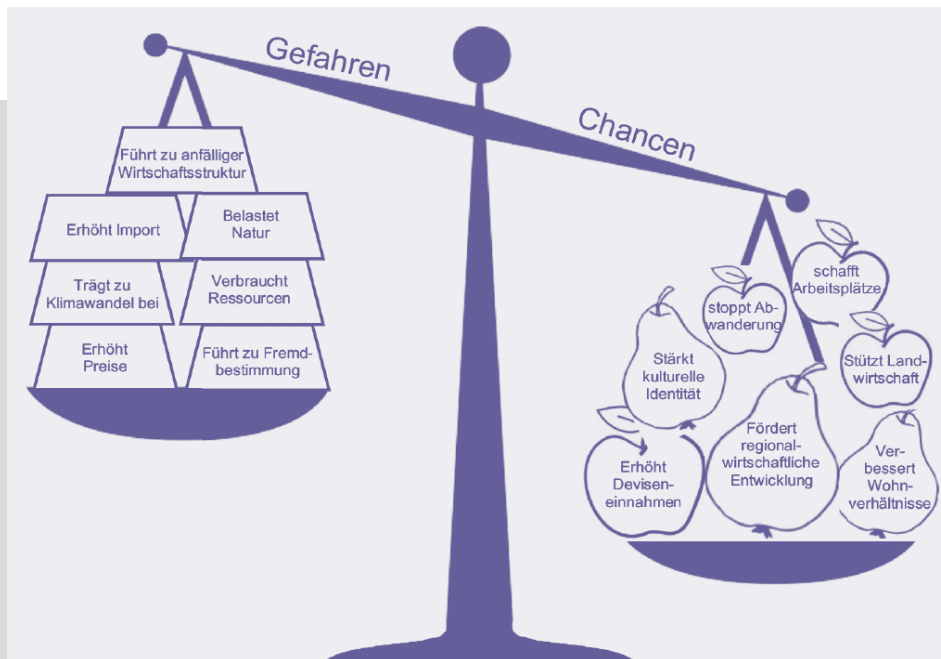 Gefahren
Chancen
Führt zu anfälliger
Wirtschaftsstruktur
Erhöht Import
Belastet
Natur
Trägt zu
Klimawandel bei
Verbraucht
Ressourcen
Erhöht
Preise
Führt zu Fremd-
bestimmung
schafft
Arbeitsplätze
stoppt Ab-
wanderung
Stärkt
kulturelle
Identität
Stützt Land-
wirtschaft
Erhöht
Devisen-
einnahmen
Fördert
regional-
wirtschaftliche
Entwicklung
Ver-
bessert
Wohn-
verhältnisse